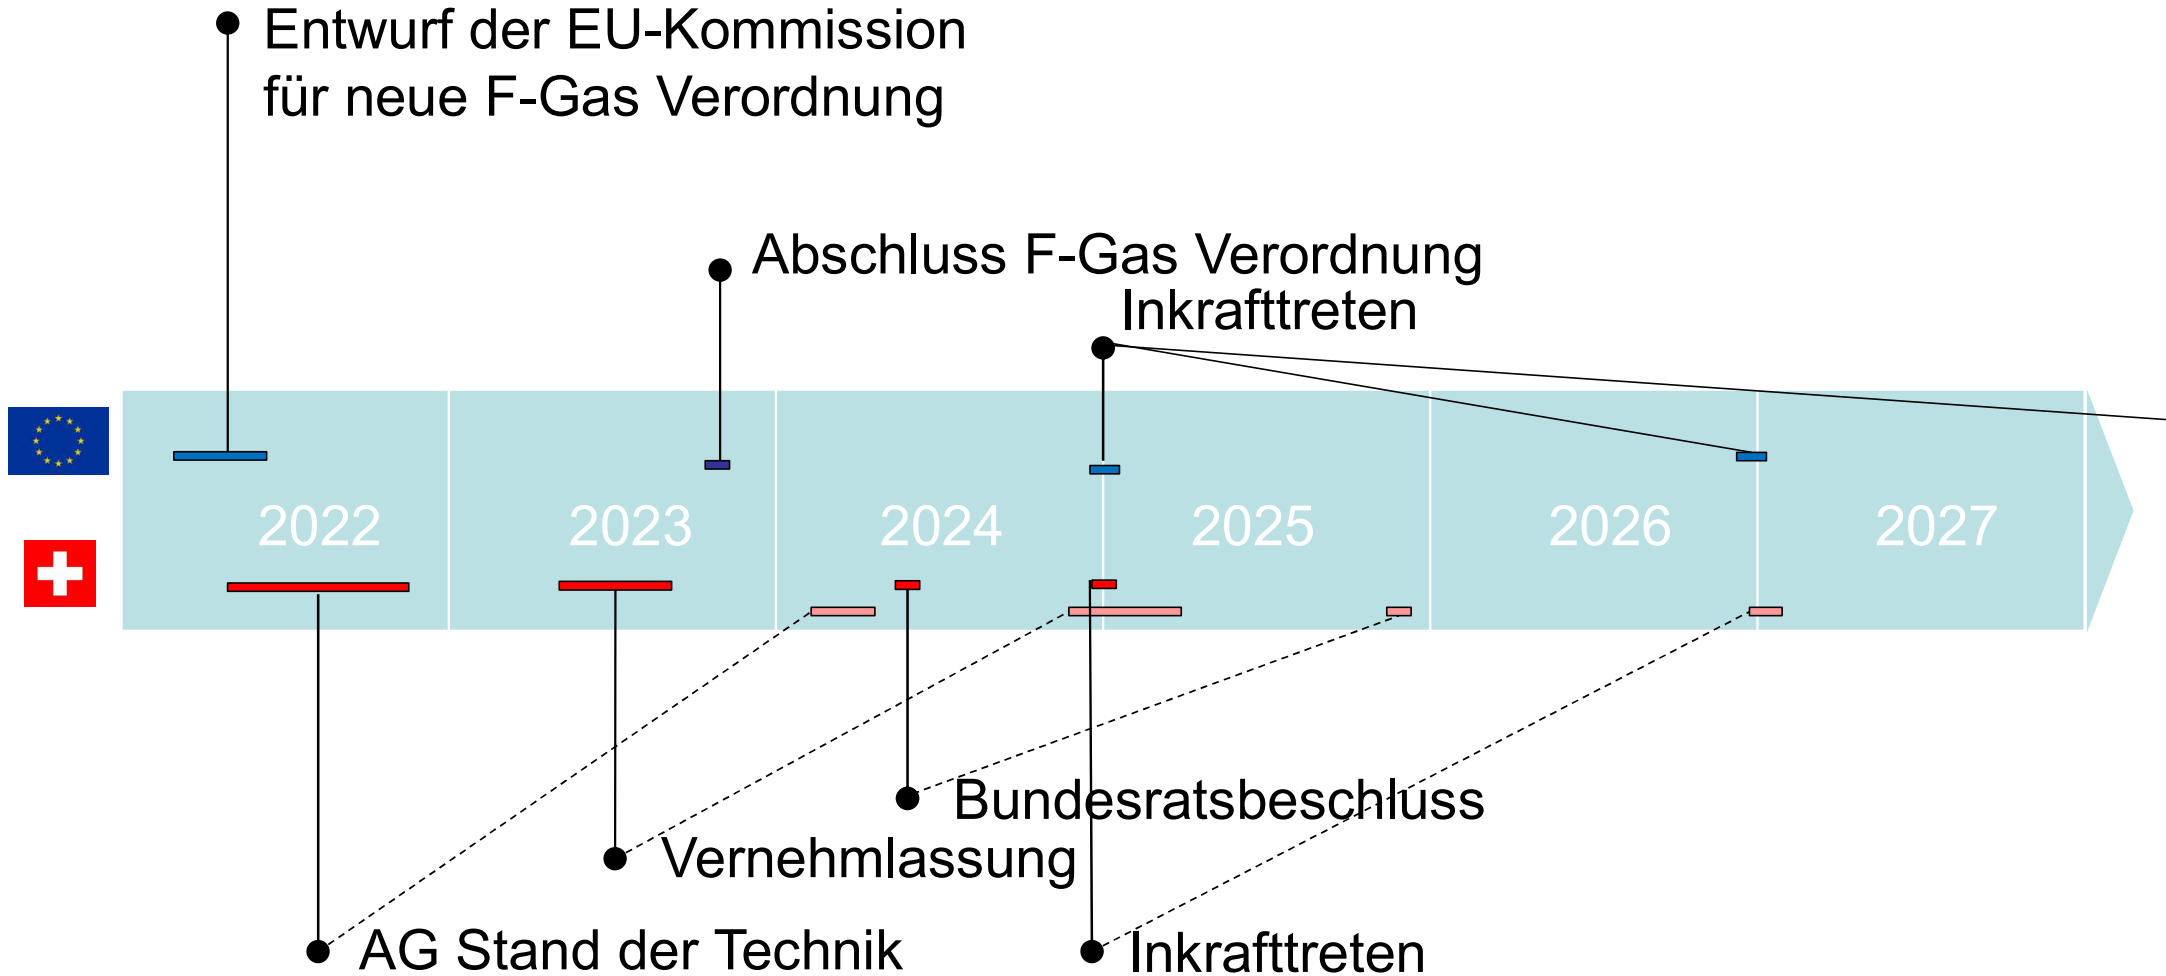 Entwurf der EU-Kommission
für neue F-Gas Verordnung
Abschluss F-Gas Verordnung
Inkrafttreten
2022
2023
2024
2025
2026
2027
Bundesratsbeschluss
Vernehmlassung
AG Stand der Technik
Inkrafttreten